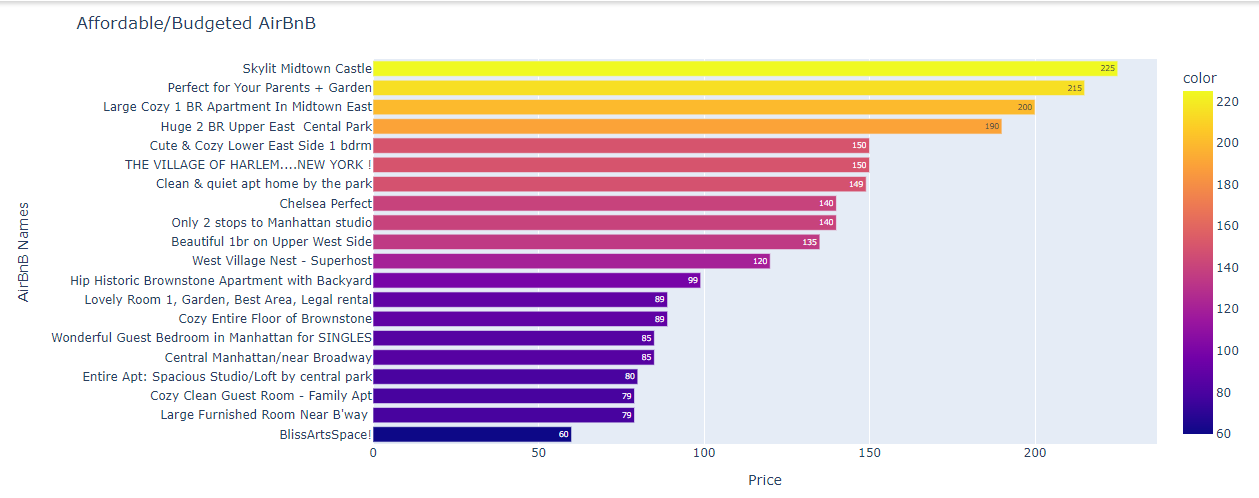 Affordable/Budgeted AirBnB
Skylit Midtown Castle 225
Perfect for Your Parents + Garden 215
Large Cozy 1 BR Apartment In Midtown East 200
Huge 2 BR Upper East  Cental Park 190
Cute & Cozy Lower East Side 1 bdrm 150
THE VILLAGE OF HARLEM....NEW YORK ! 150
Clean & quiet apt home by the park 149
Chelsea Perfect 140
Only 2 stops to Manhattan studio 140
Beautiful 1br on Upper West Side 135
West Village Nest - Superhost 120
Hip Historic Brownstone Apartment with Backyard 99
Lovely Room 1, Garden, Best Area, Legal rental 89
Cozy Entire Floor of Brownstone 89
Wonderful Guest Bedroom in Manhattan for SINGLES 85
Central Manhattan/near Broadway 85
Entire Apt: Spacious Studio/Loft by central park 80
Cozy Clean Guest Room - Family Apt 79
Large Furnished Room Near B'way 79
BlissArtsSpace! 60
0 50 100 150 200
Price
AirBnB Names
color
220
200
180
160
140
120
100
80
60